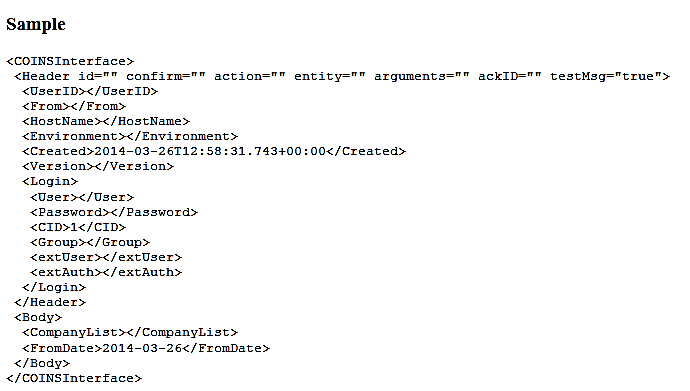 Sample
<COINSInterface>
<Header id="" confirm="" action="" entity="" arguments="" ackID="" testMsg="true">
<UserID></UserID>
<From></From>
<HostName></HostName>
<Environment></Environment>
<Created>2014-03-26T12:58:31.743+00:00</Created>
<Version></Version>
<Login>
<User></User>
<Password></Password>
<CID>1</CID>
<Group></Group>
<extUser></extUser>
<extAuth></extAuth>
</Login>
</Header>
<Body>
<CompanyList></CompanyList>
<FromDate>2014-03-26</FromDate>
</Body>
</COINSInterface>